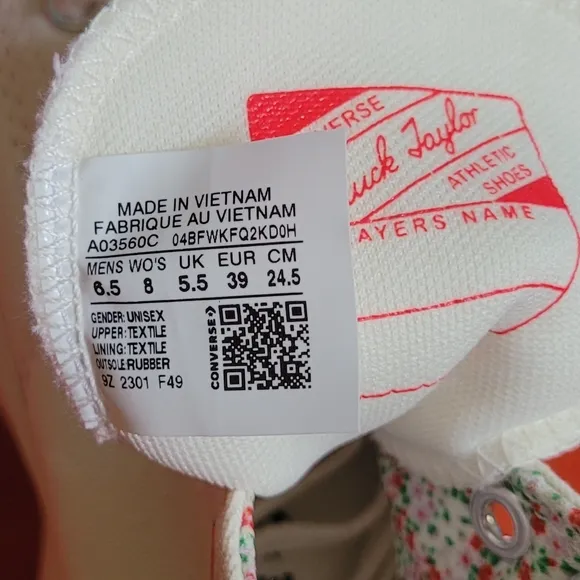 ERSE
uck Taylor
ATHLETIC
SHOES
AYERS NAME
MADE IN VIETNAM
FABRIQUE AU VIETNAM
A03560C 04BFWKFQ2KD0H
MENS WO'S UK EUR CM
6.5 8 5.5 39 24.5
GENDER: UNISEX
UPPER: TEXTILE
LINING: TEXTILE
OUTSOLE: RUBBER
9Z 2301 F49
CONVERSE